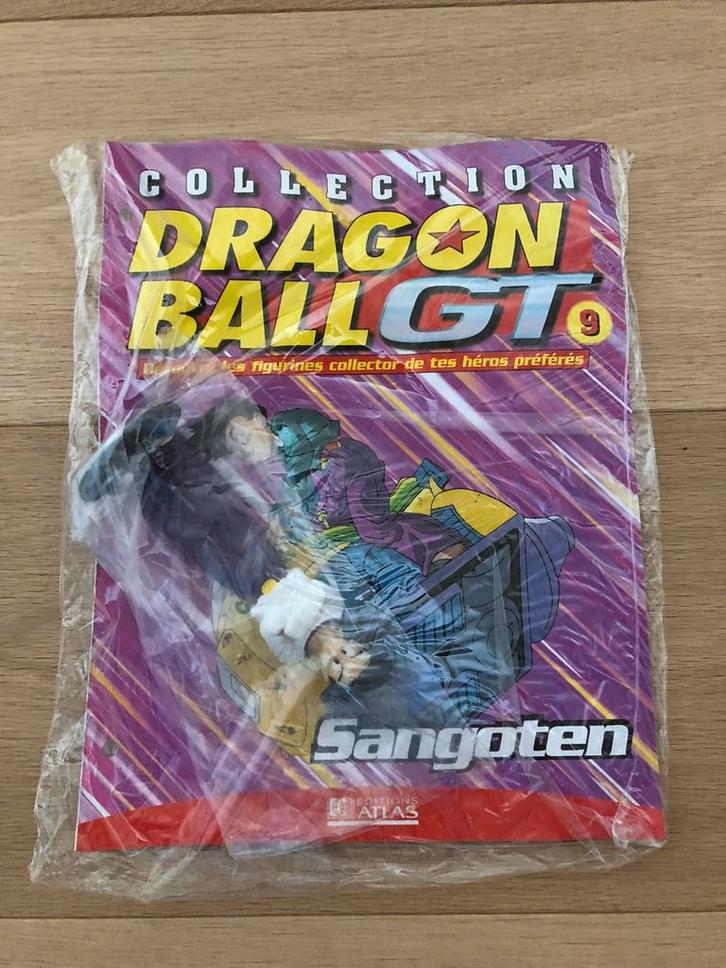 COLLECTION
DRAGON
BALL GT
9
les figurines collector de tes héros préférés
Sangoten
EDITIONS
ATLAS